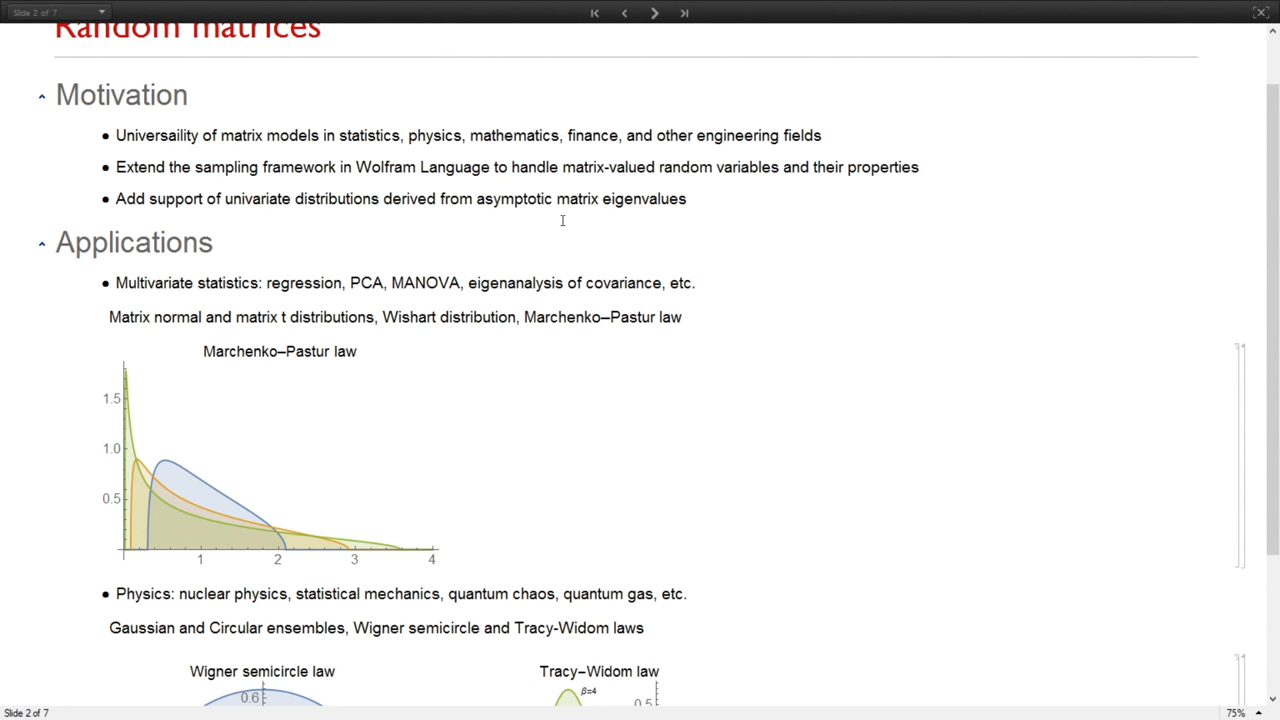 Slide 2 of 7
Random matrices
Motivation
• Universaility of matrix models in statistics, physics, mathematics, finance, and other engineering fields
• Extend the sampling framework in Wolfram Language to handle matrix-valued random variables and their properties
• Add support of univariate distributions derived from asymptotic matrix eigenvalues
Applications
• Multivariate statistics: regression, PCA, MANOVA, eigenanalysis of covariance, etc.
Matrix normal and matrix t distributions, Wishart distribution, Marchenko–Pastur law
Marchenko–Pastur law
1.5
1.0
0.5
1 2 3 4
• Physics: nuclear physics, statistical mechanics, quantum chaos, quantum gas, etc.
Gaussian and Circular ensembles, Wigner semicircle and Tracy-Widom laws
Wigner semicircle law Tracy–Widom law
0.6 β=4 0.5
Slide 2 of 7 75%